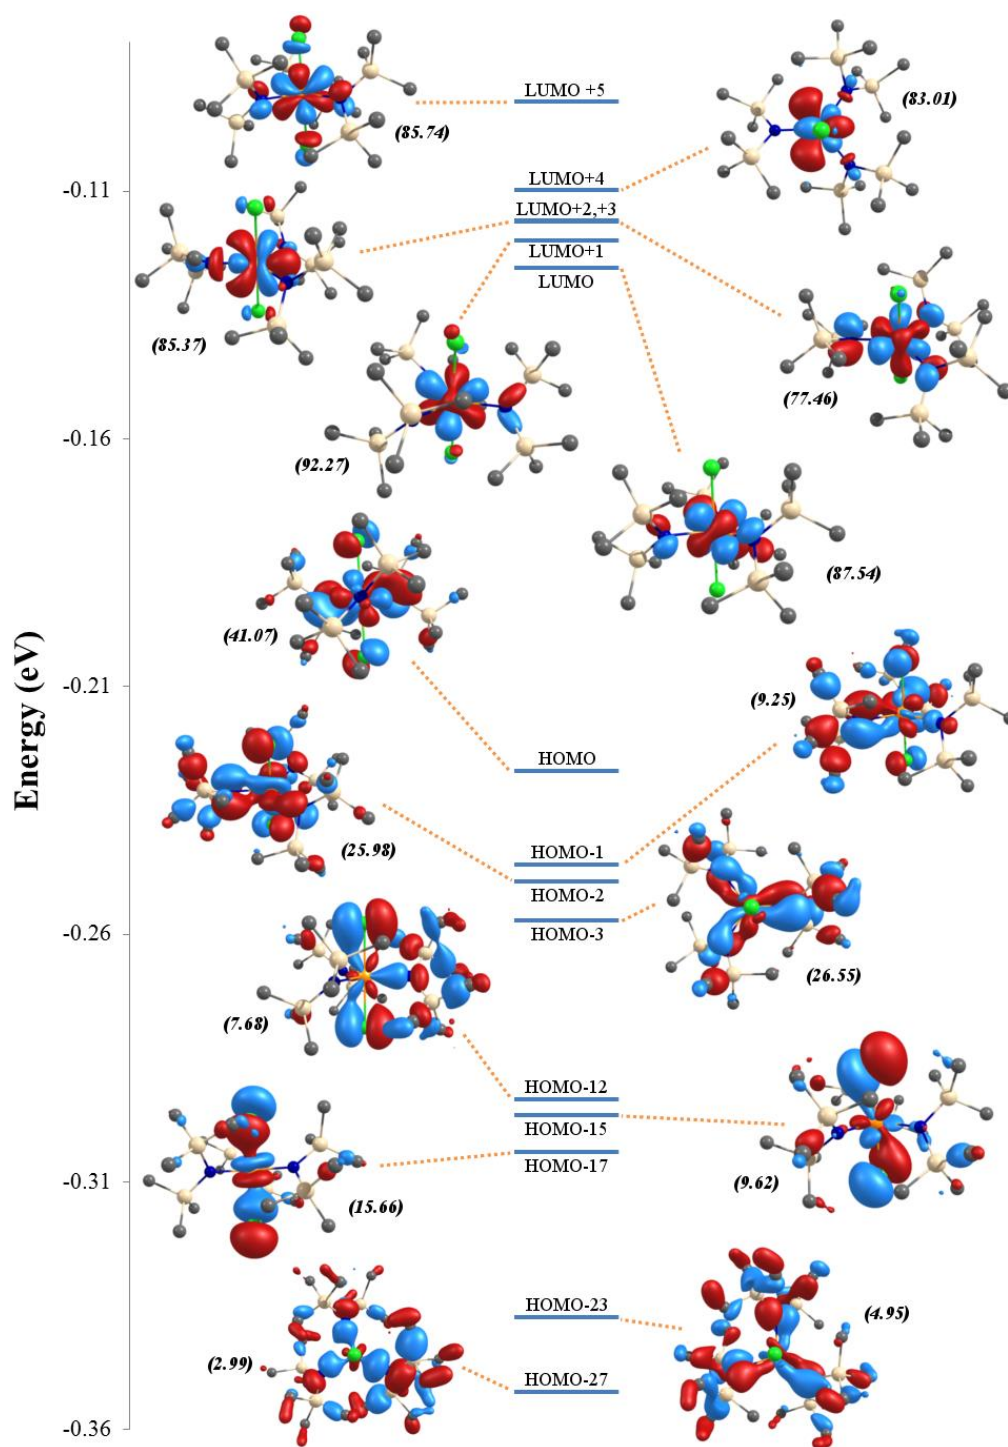 LUMO +5
(83.01)
(85.74)
LUMO+4
-0.11
LUMO+2,+3
LUMO+1
LUMO
(85.37)
(77.46)
-0.16
(92.27)
(87.54)
(41.07)
-0.21
(9.25)
Energy (eV)
HOMO
(25.98)
HOMO-1
HOMO-2
-0.26
HOMO-3
(26.55)
(7.68)
HOMO-12
HOMO-15
(9.62)
HOMO-17
-0.31
(15.66)
HOMO-23
(4.95)
(2.99)
HOMO-27
-0.36